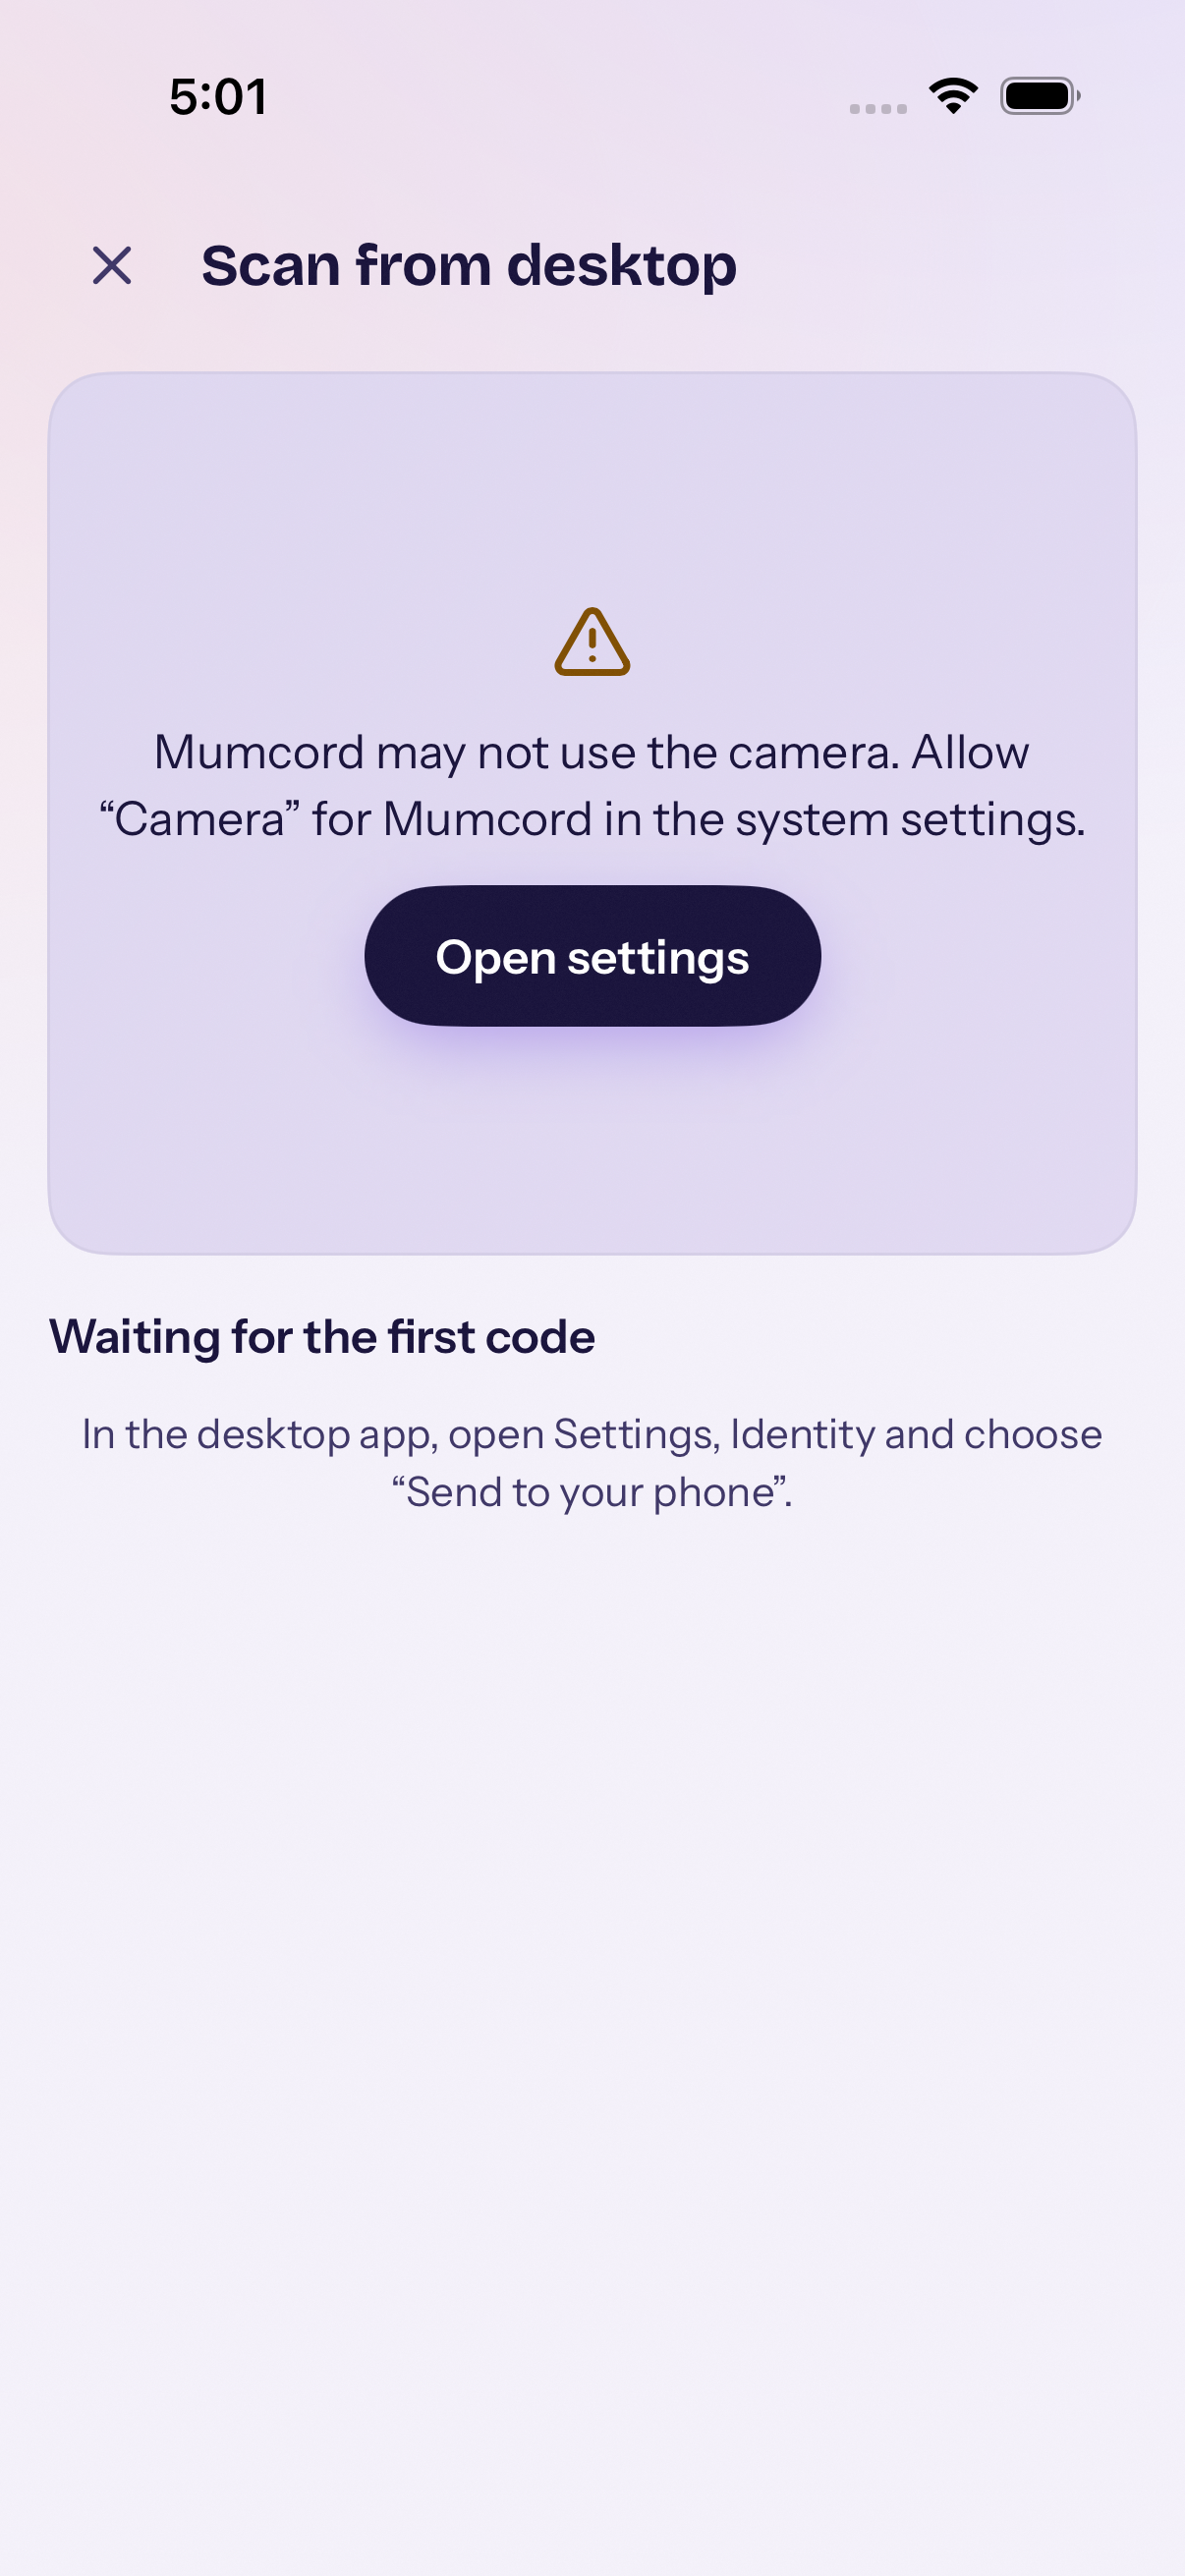 5:01
Scan from desktop
Mumcord may not use the camera. Allow
“Camera” for Mumcord in the system settings.
Open settings
Waiting for the first code
In the desktop app, open Settings, Identity and choose
“Send to your phone”.